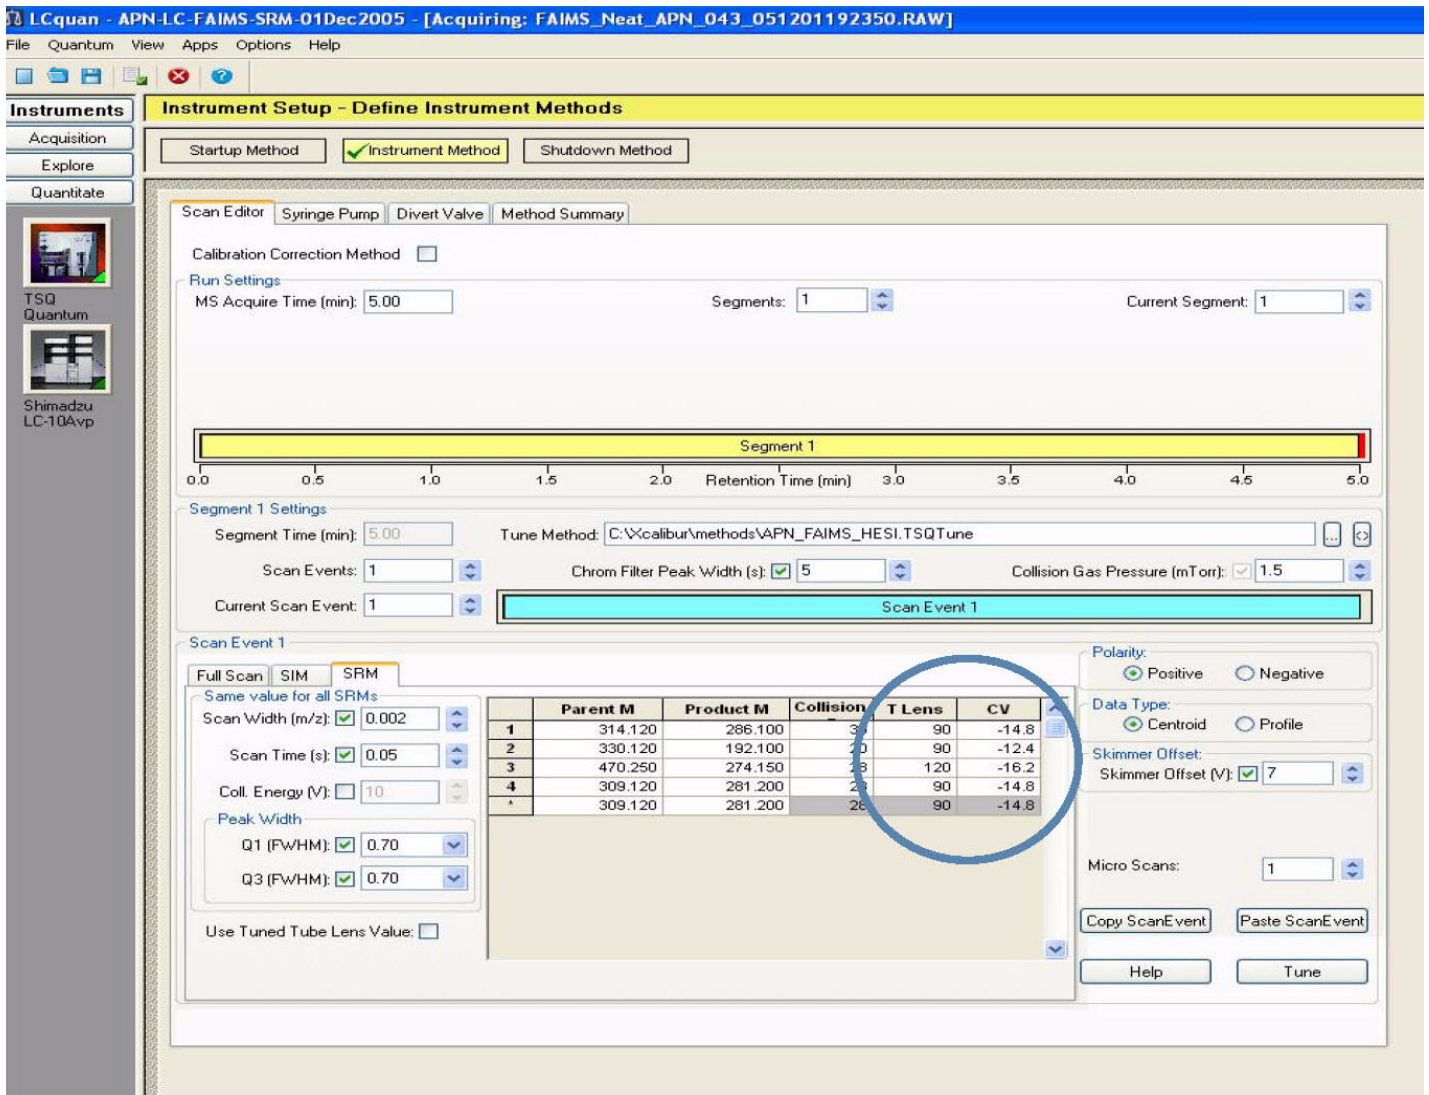 LCquan - APN-LC-FAIMS-SRM-01Dec2005 - [Acquiring: FAIMS_Neat_APN_043_051201192350.RAW]
File Quantum View Apps Options Help
Instruments
Acquisition
Explore
Quantitate
TSQ
Quantum
Shimadzu
LC-10Avp
Instrument Setup - Define Instrument Methods
Startup Method Instrument Method Shutdown Method
Scan Editor Syringe Pump Divert Valve Method Summary
Calibration Correction Method
Run Settings
MS Acquire Time (min): 5.00 Segments: 1 Current Segment: 1
Segment 1
0.0 0.5 1.0 1.5 2.0 Retention Time (min) 3.0 3.5 4.0 4.5 5.0
Segment 1 Settings
Segment Time (min): 5.00 Tune Method: C:\Xcalibur\methods\APN_FAIMS_HESI.TSQTune ... <>
Scan Events: 1 Chrom Filter Peak Width (s): 5 Collision Gas Pressure (mTorr): 1.5
Current Scan Event: 1 Scan Event 1
Scan Event 1
Full Scan SIM SRM
Same value for all SRMs
Scan Width (m/z): 0.002
Scan Time (s): 0.05
Coll. Energy (V): 10
Peak Width
Q1 (FWHM): 0.70
Q3 (FWHM): 0.70
Use Tuned Tube Lens Value:
Parent M Product M Collision T Lens CV
1 314.120 286.100 90 -14.8
2 330.120 192.100 20 90 -12.4
3 470.250 274.150 28 120 -16.2
4 309.120 281.200 28 90 -14.8
* 309.120 281.200 28 90 -14.8
Polarity:
Positive Negative
Data Type:
Centroid Profile
Skimmer Offset:
Skimmer Offset (V): 7
Micro Scans: 1
Copy ScanEvent Paste ScanEvent
Help Tune